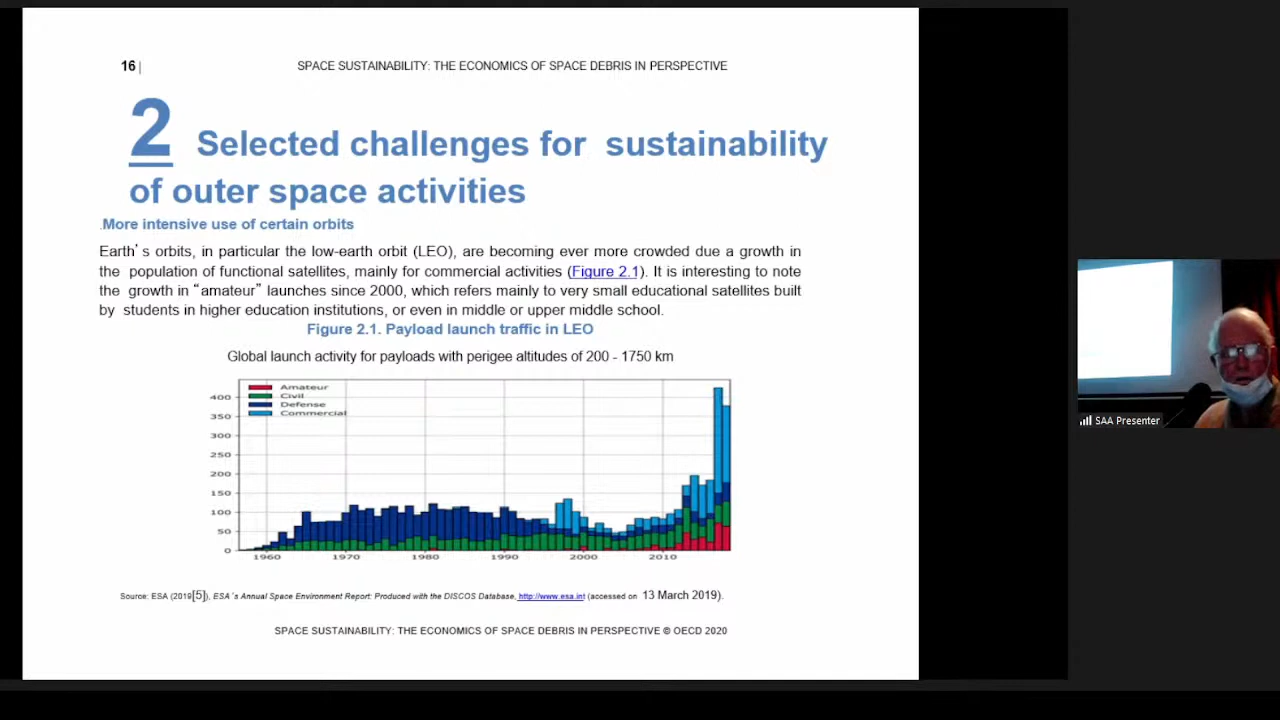 16|
SPACE SUSTAINABILITY: THE ECONOMICS OF SPACE DEBRIS IN PERSPECTIVE
2 Selected challenges for sustainability
of outer space activities
.More intensive use of certain orbits
Earth's orbits, in particular the low-earth orbit (LEO), are becoming ever more crowded due a growth in
the population of functional satellites, mainly for commercial activities (Figure 2.1). It is interesting to note
the growth in “amateur” launches since 2000, which refers mainly to very small educational satellites built
by students in higher education institutions, or even in middle or upper middle school.
Figure 2.1. Payload launch traffic in LEO
Global launch activity for payloads with perigee altitudes of 200 - 1750 km
Amateur
Civil
Defense
Commercial
400
350
300
250
200
150
100
50
0
1960 1970 1980 1990 2000 2010
Source: ESA (2019[5]), ESA's Annual Space Environment Report: Produced with the DISCOS Database, http://www.esa.int (accessed on 13 March 2019).
SPACE SUSTAINABILITY: THE ECONOMICS OF SPACE DEBRIS IN PERSPECTIVE © OECD 2020
SAA Presenter